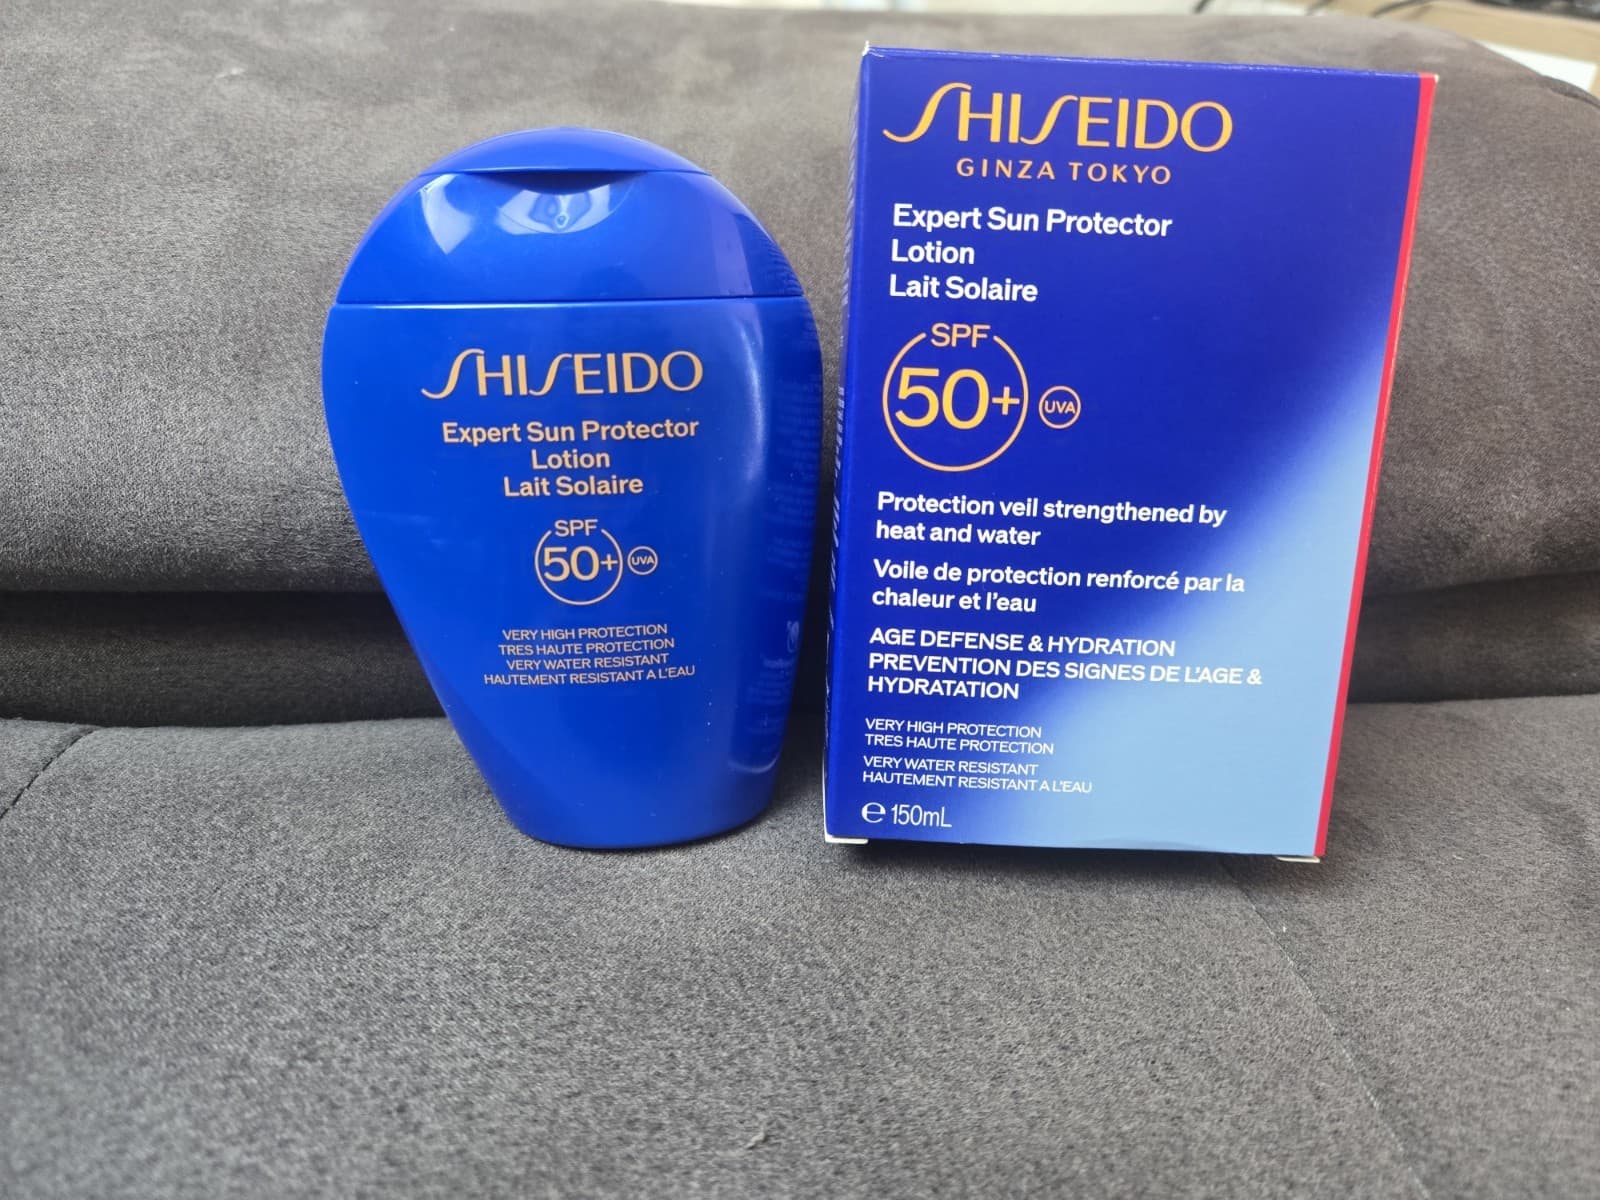 SHISEIDO
Expert Sun Protector
Lotion
Lait Solaire
SPF
50+ UVA
VERY HIGH PROTECTION
TRES HAUTE PROTECTION
VERY WATER RESISTANT
HAUTEMENT RESISTANT A L'EAU
SHISEIDO
GINZA TOKYO
Expert Sun Protector
Lotion
Lait Solaire
SPF
50+ UVA
Protection veil strengthened by
heat and water
Voile de protection renforcé par la
chaleur et l'eau
AGE DEFENSE & HYDRATION
PREVENTION DES SIGNES DE L'AGE &
HYDRATATION
VERY HIGH PROTECTION
TRES HAUTE PROTECTION
VERY WATER RESISTANT
HAUTEMENT RESISTANT A L'EAU
℮ 150mL